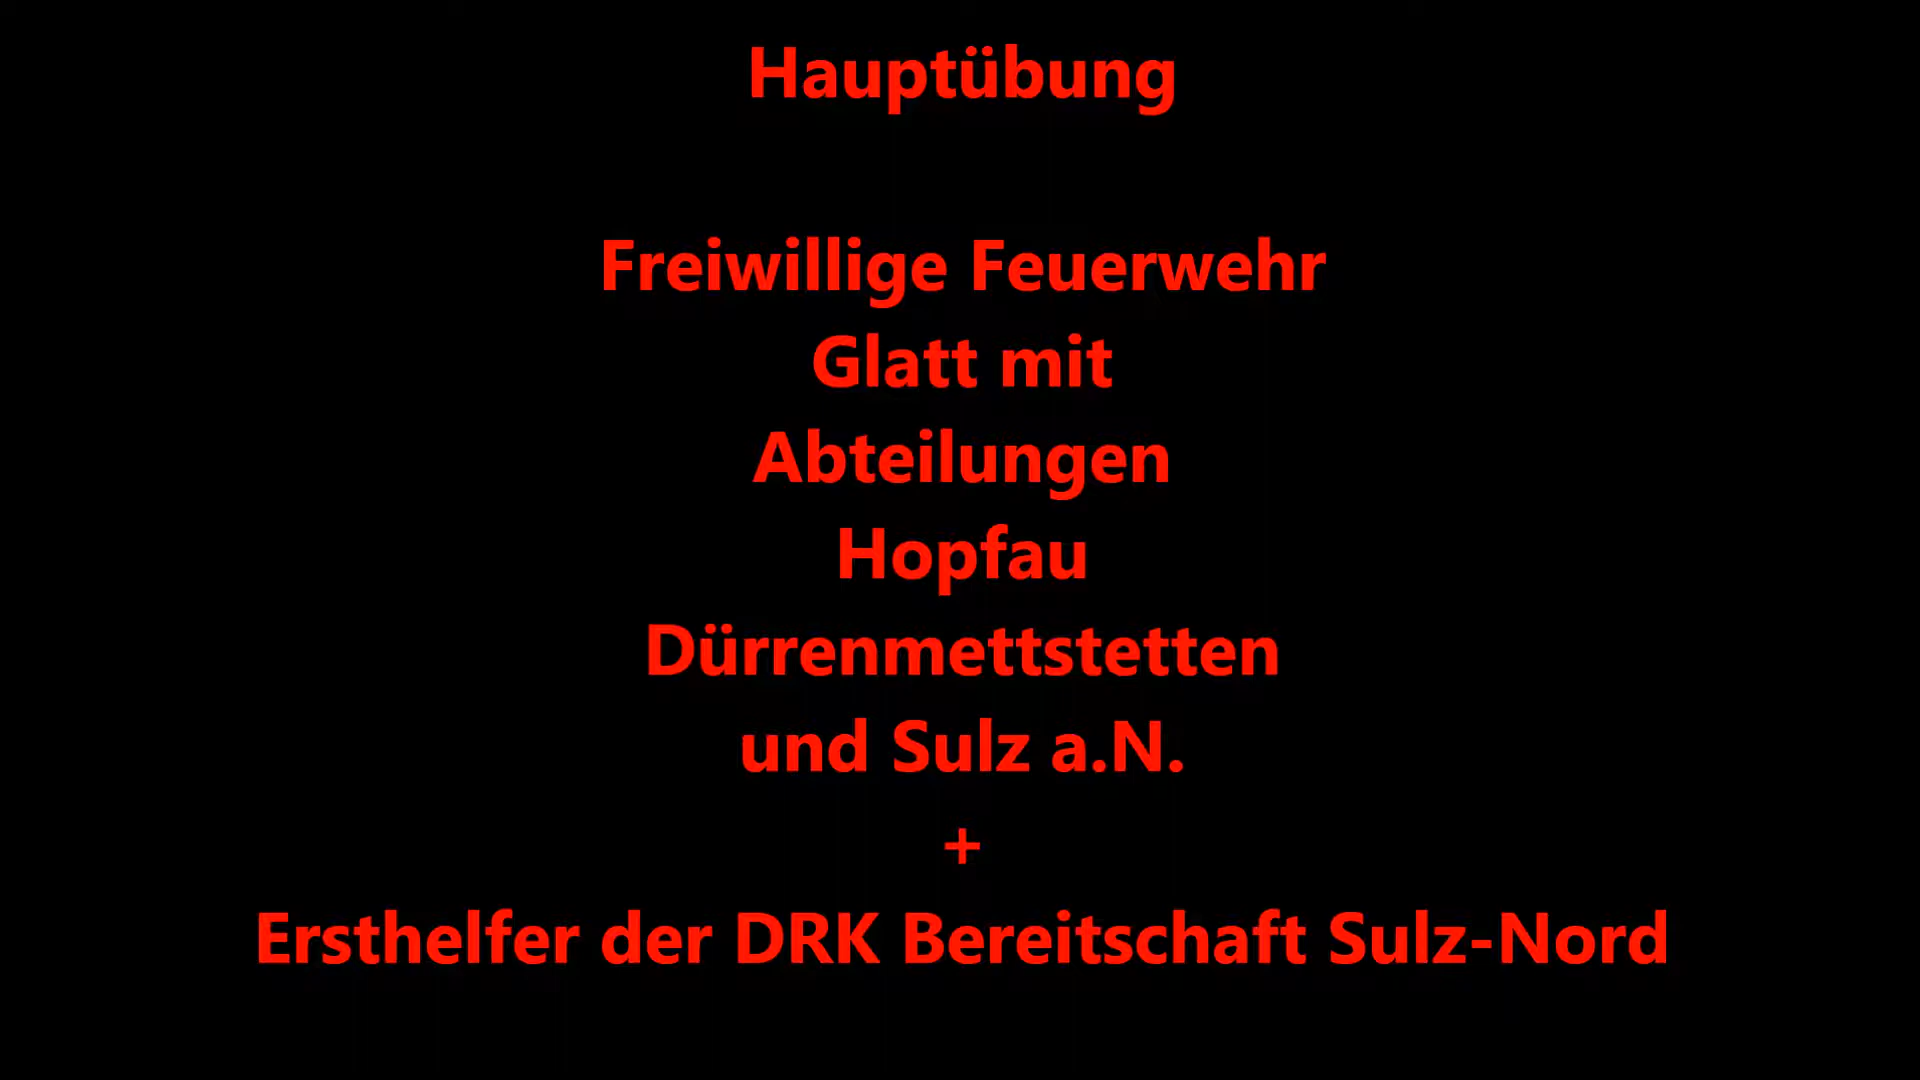 Hauptübung
Freiwillige Feuerwehr
Glatt mit
Abteilungen
Hopfau
Dürrenmettstetten
und Sulz a.N.
+
Ersthelfer der DRK Bereitschaft Sulz-Nord